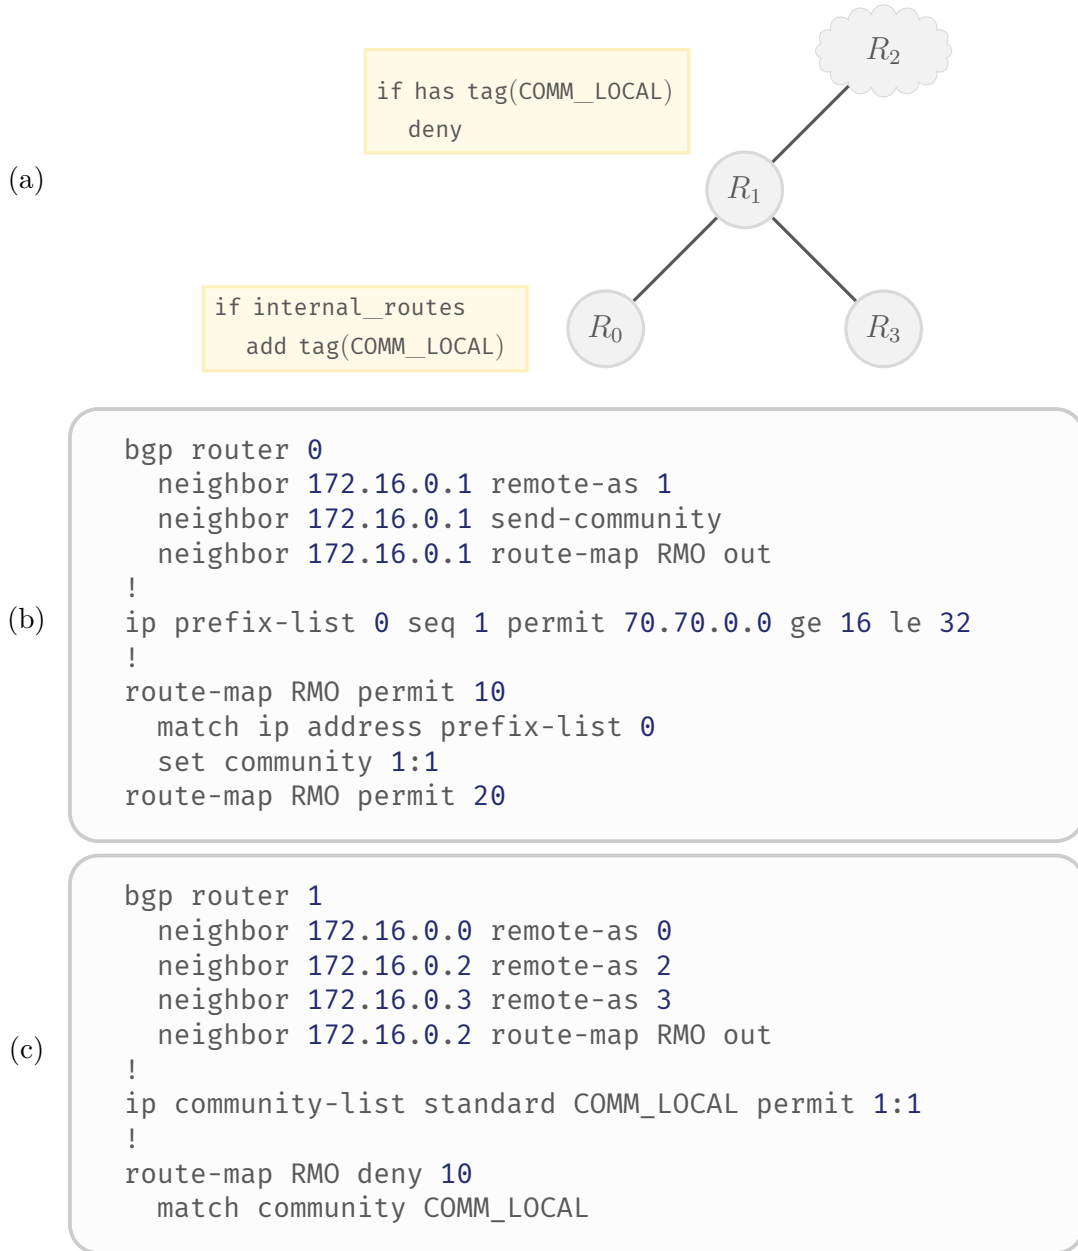 (a)
if has tag(COMM_LOCAL)
deny
R2
R1
if internal_routes
add tag(COMM_LOCAL)
R0
R3
(b)
bgp router 0
neighbor 172.16.0.1 remote-as 1
neighbor 172.16.0.1 send-community
neighbor 172.16.0.1 route-map RMO out
!
ip prefix-list 0 seq 1 permit 70.70.0.0 ge 16 le 32
!
route-map RMO permit 10
match ip address prefix-list 0
set community 1:1
route-map RMO permit 20
(c)
bgp router 1
neighbor 172.16.0.0 remote-as 0
neighbor 172.16.0.2 remote-as 2
neighbor 172.16.0.3 remote-as 3
neighbor 172.16.0.2 route-map RMO out
!
ip community-list standard COMM_LOCAL permit 1:1
!
route-map RMO deny 10
match community COMM_LOCAL